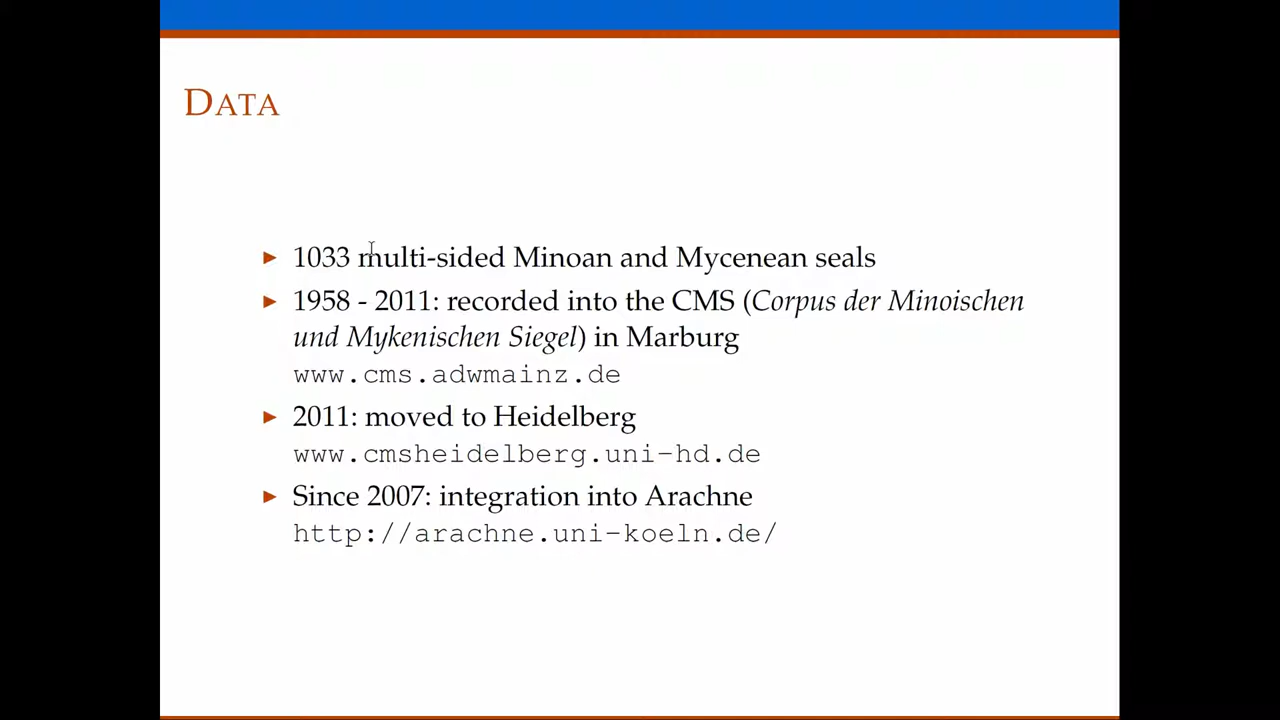 DATA
▶ 1033 multi-sided Minoan and Mycenean seals
▶ 1958 - 2011: recorded into the CMS (Corpus der Minoischen
und Mykenischen Siegel) in Marburg
www.cms.adwmainz.de
▶ 2011: moved to Heidelberg
www.cmsheidelberg.uni-hd.de
▶ Since 2007: integration into Arachne
http://arachne.uni-koeln.de/